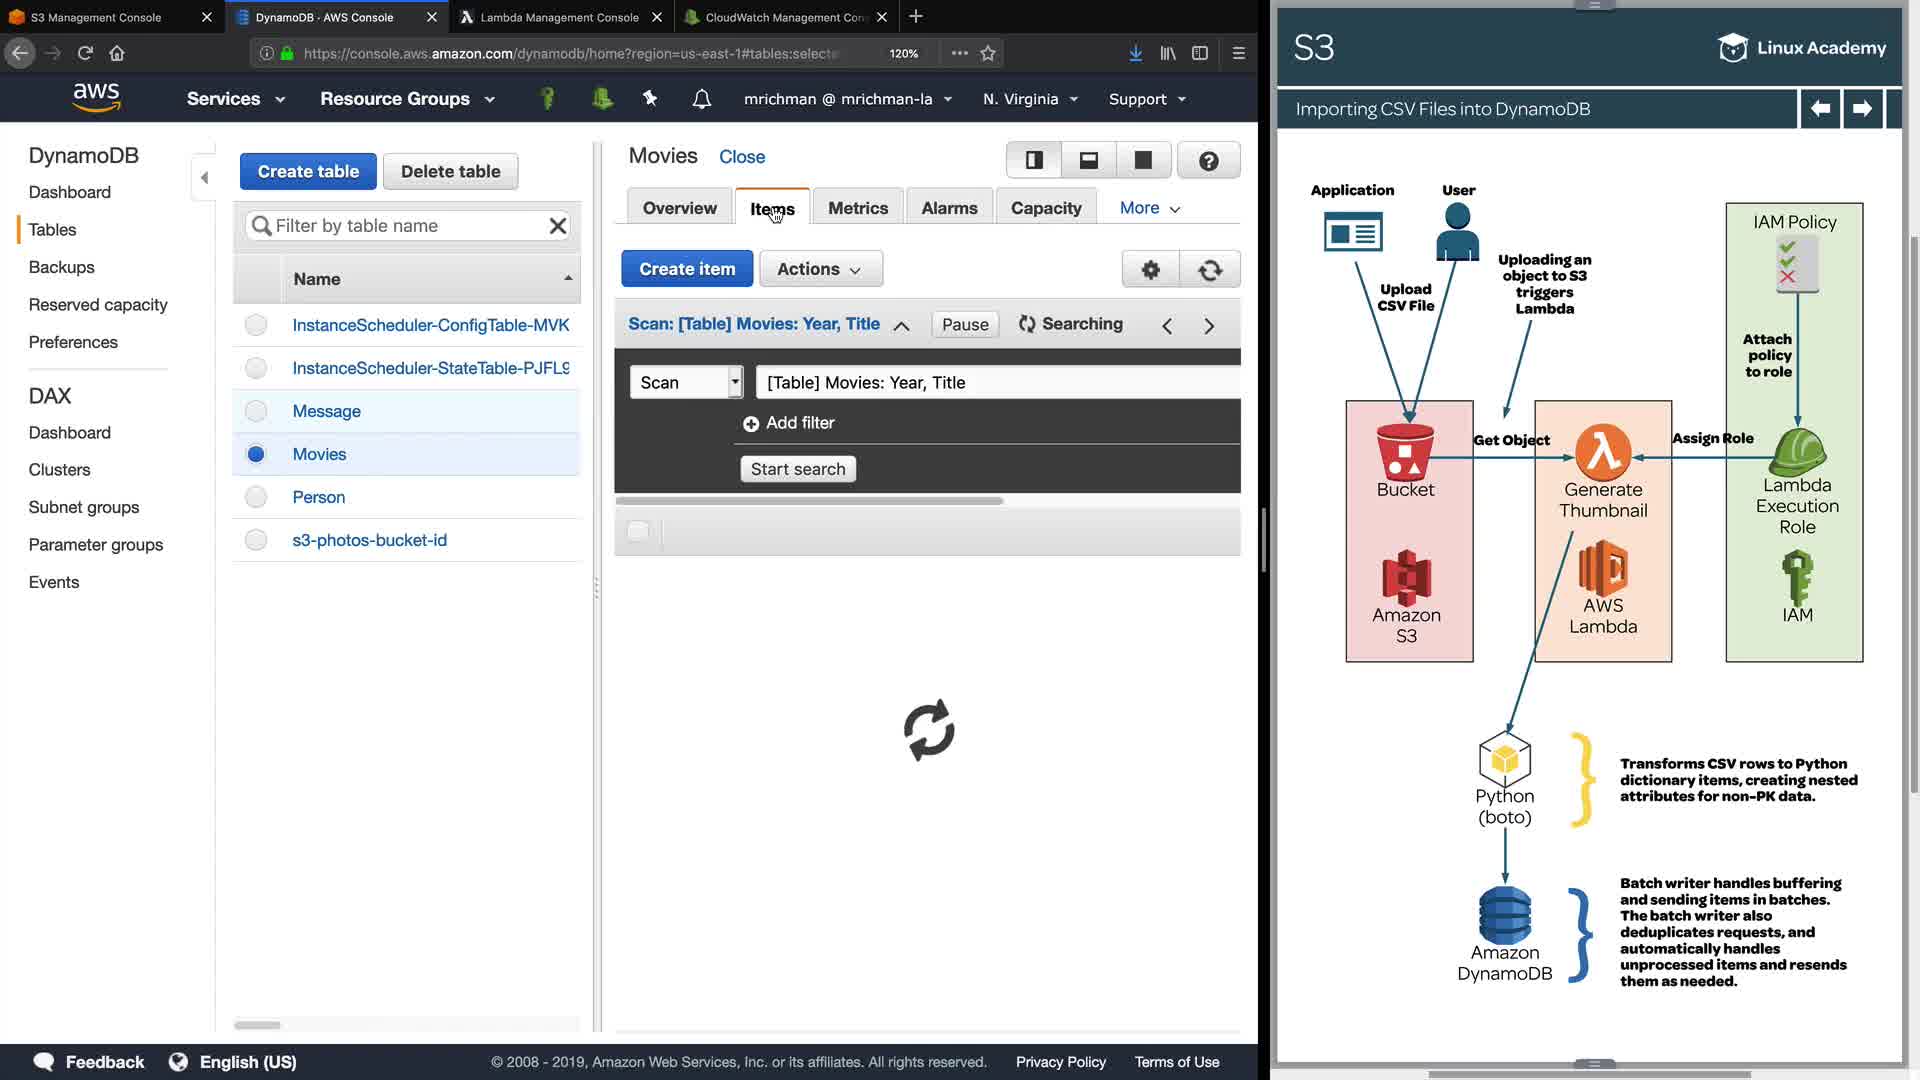 S3 Management Console
DynamoDB · AWS Console
Lambda Management Console
CloudWatch Management Con
https://console.aws.amazon.com/dynamodb/home?region=us-east-1#tables:selecte
120%
aws
Services
Resource Groups
mrichman @ mrichman-la
N. Virginia
Support
DynamoDB
Dashboard
Tables
Backups
Reserved capacity
Preferences
DAX
Dashboard
Clusters
Subnet groups
Parameter groups
Events
Create table
Delete table
Filter by table name
Name
InstanceScheduler-ConfigTable-MVK
InstanceScheduler-StateTable-PJFL9
Message
Movies
Person
s3-photos-bucket-id
Movies
Close
Overview
Items
Metrics
Alarms
Capacity
More
Create item
Actions
Scan: [Table] Movies: Year, Title
Pause
Searching
Scan
[Table] Movies: Year, Title
Add filter
Start search
Feedback
English (US)
© 2008 - 2019, Amazon Web Services, Inc. or its affiliates. All rights reserved.
Privacy Policy
Terms of Use
S3
Linux Academy
Importing CSV Files into DynamoDB
Application
User
Upload
CSV File
Uploading an
object to S3
triggers
Lambda
IAM Policy
Attach
policy
to role
Get Object
Assign Role
Bucket
Generate
Thumbnail
Lambda
Execution
Role
Amazon
S3
AWS
Lambda
IAM
Python
(boto)
Transforms CSV rows to Python
dictionary items, creating nested
attributes for non-PK data.
Amazon
DynamoDB
Batch writer handles buffering
and sending items in batches.
The batch writer also
deduplicates requests, and
automatically handles
unprocessed items and resends
them as needed.